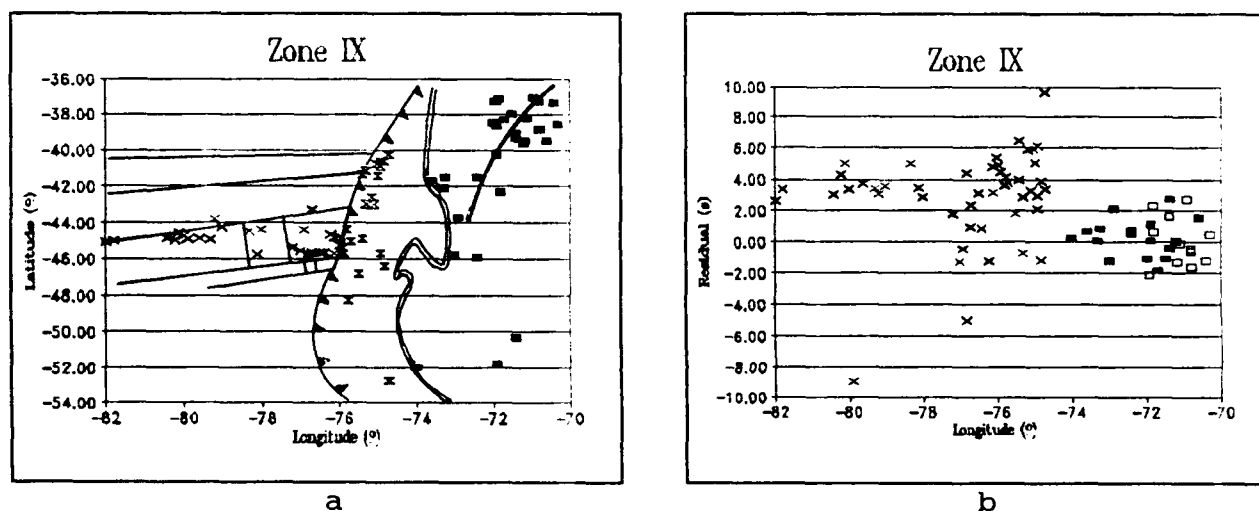 Zone IX
-36.00
-38.00
-40.00
-42.00
-44.00
-46.00
-48.00
-50.00
-52.00
-54.00
Latitude (º)
-82 -80 -78 -76 -74 -72 -70
Longitude (º)
a
Zone IX
10.00
8.00
6.00
4.00
2.00
0.00
-2.00
-4.00
-6.00
-8.00
-10.00
Residual (s)
-82 -80 -78 -76 -74 -72 -70
Longitude (º)
b